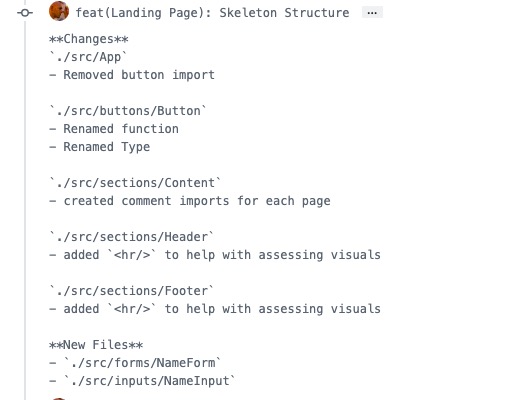 feat(Landing Page): Skeleton Structure ...
**Changes**
`./src/App`
- Removed button import
`./src/buttons/Button`
- Renamed function
- Renamed Type
`./src/sections/Content`
- created comment imports for each page
`./src/sections/Header`
- added `<hr/>` to help with assessing visuals
`./src/sections/Footer`
- added `<hr/>` to help with assessing visuals
**New Files**
- `./src/forms/NameForm`
- `./src/inputs/NameInput`